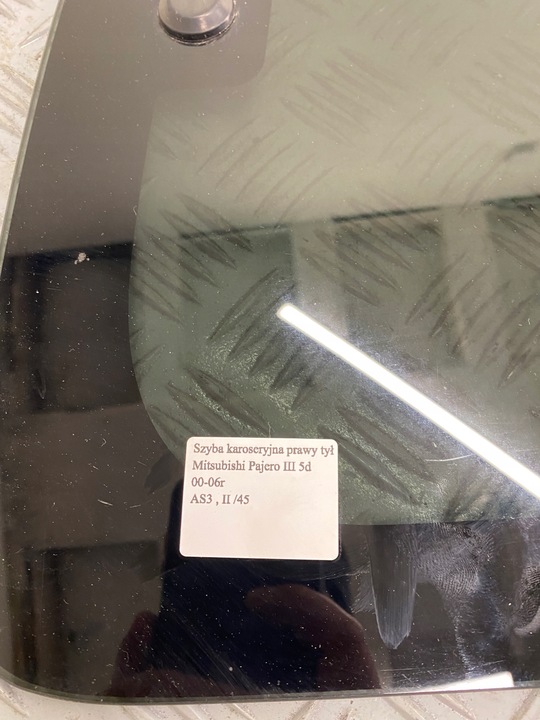 Szyba karoseryjna prawy tył
Mitsubishi Pajero III 5d
00-06r
AS3 , II /45